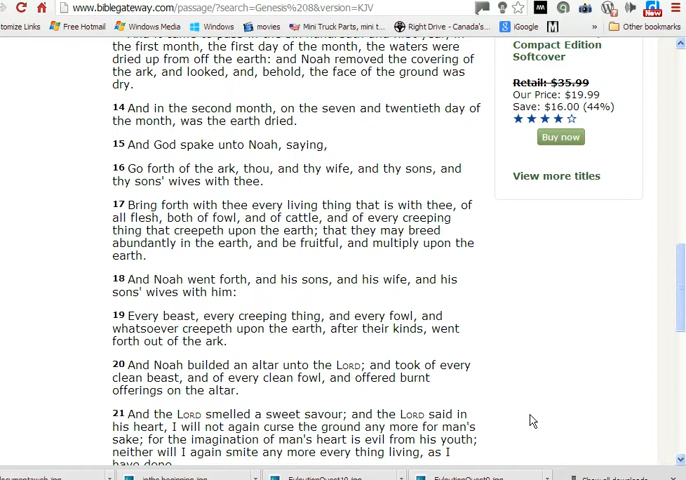 www.biblegateway.com/passage/?search=Genesis%208&version=KJV
tomize Links Free Hotmail Windows Media Windows movies Mini Truck Parts, mini t... Right Drive - Canada's... iGoogle » Other bookmarks
the first month, the first day of the month, the waters were
dried up from off the earth: and Noah removed the covering of
the ark, and looked, and, behold, the face of the ground was
dry.
14 And in the second month, on the seven and twentieth day of
the month, was the earth dried.
15 And God spake unto Noah, saying,
16 Go forth of the ark, thou, and thy wife, and thy sons, and
thy sons' wives with thee.
17 Bring forth with thee every living thing that is with thee, of
all flesh, both of fowl, and of cattle, and of every creeping
thing that creepeth upon the earth; that they may breed
abundantly in the earth, and be fruitful, and multiply upon the
earth.
18 And Noah went forth, and his sons, and his wife, and his
sons' wives with him:
19 Every beast, every creeping thing, and every fowl, and
whatsoever creepeth upon the earth, after their kinds, went
forth out of the ark.
20 And Noah builded an altar unto the LORD; and took of every
clean beast, and of every clean fowl, and offered burnt
offerings on the altar.
21 And the LORD smelled a sweet savour; and the LORD said in
his heart, I will not again curse the ground any more for man's
sake; for the imagination of man's heart is evil from his youth;
neither will I again smite any more every thing living, as I
have done.
Compact Edition
Softcover
Retail: $35.99
Our Price: $19.99
Save: $16.00 (44%)
Buy now
View more titles
New